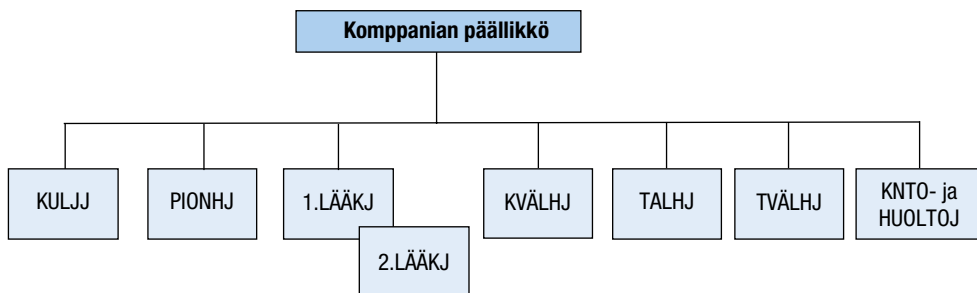 Komppanian päällikkö
KULJJ
PIONHJ
1.LÄÄKJ
2.LÄÄKJ
KVÄLHJ
TALHJ
TVÄLHJ
KNTO- ja
HUOLTOJ